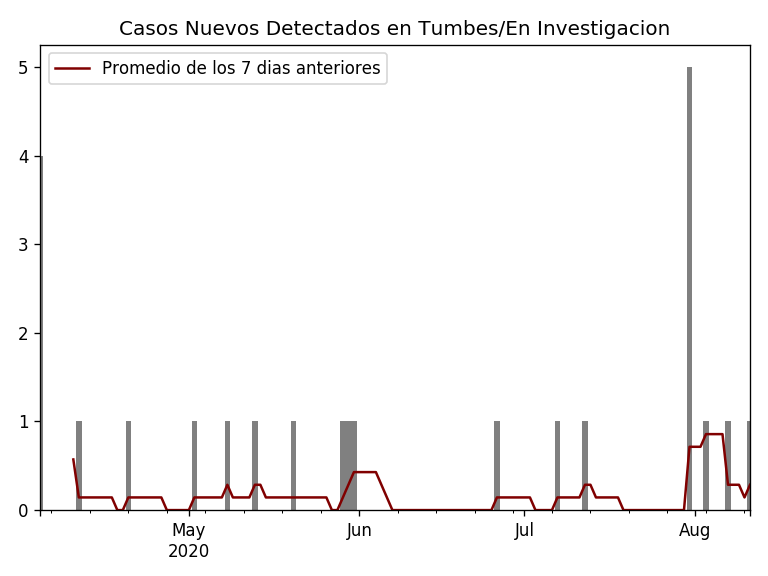 Casos Nuevos Detectados en Tumbes/En Investigacion
Promedio de los 7 dias anteriores
5
4
3
2
1
0
May
2020
Jun
Jul
Aug